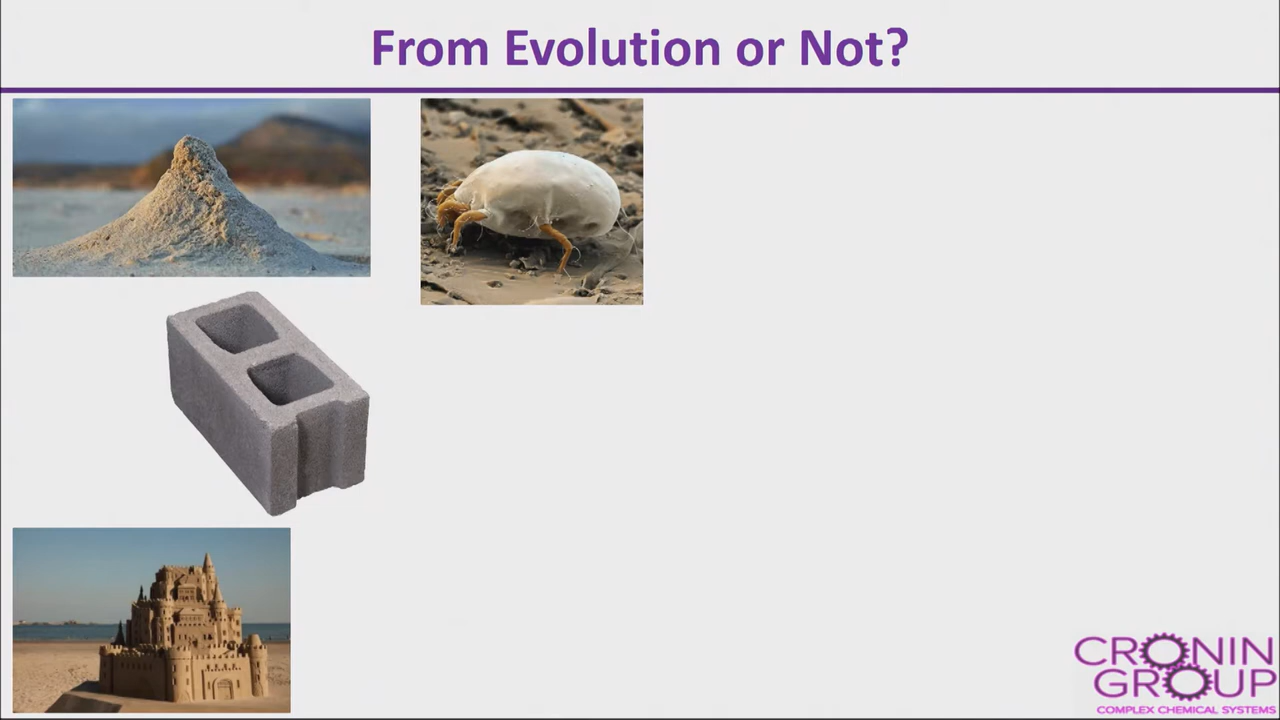 From Evolution or Not?
CRONIN
GROUP
COMPLEX CHEMICAL SYSTEMS